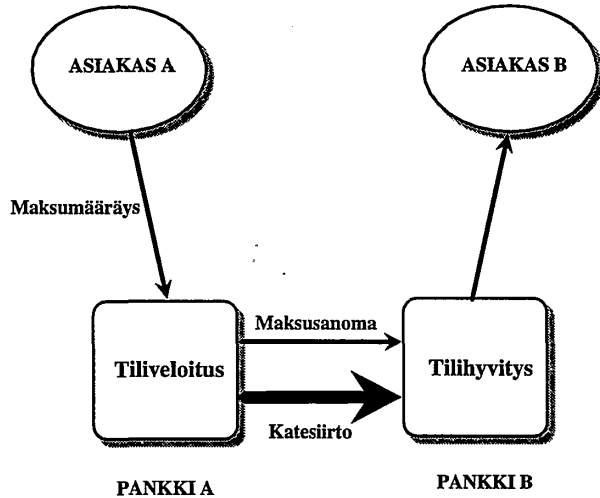 ASIAKAS A
ASIAKAS B
Maksumääräys
Maksusanoma
Tiliveloitus
Tilihyvitys
Katesiirto
PANKKI A
PANKKI B